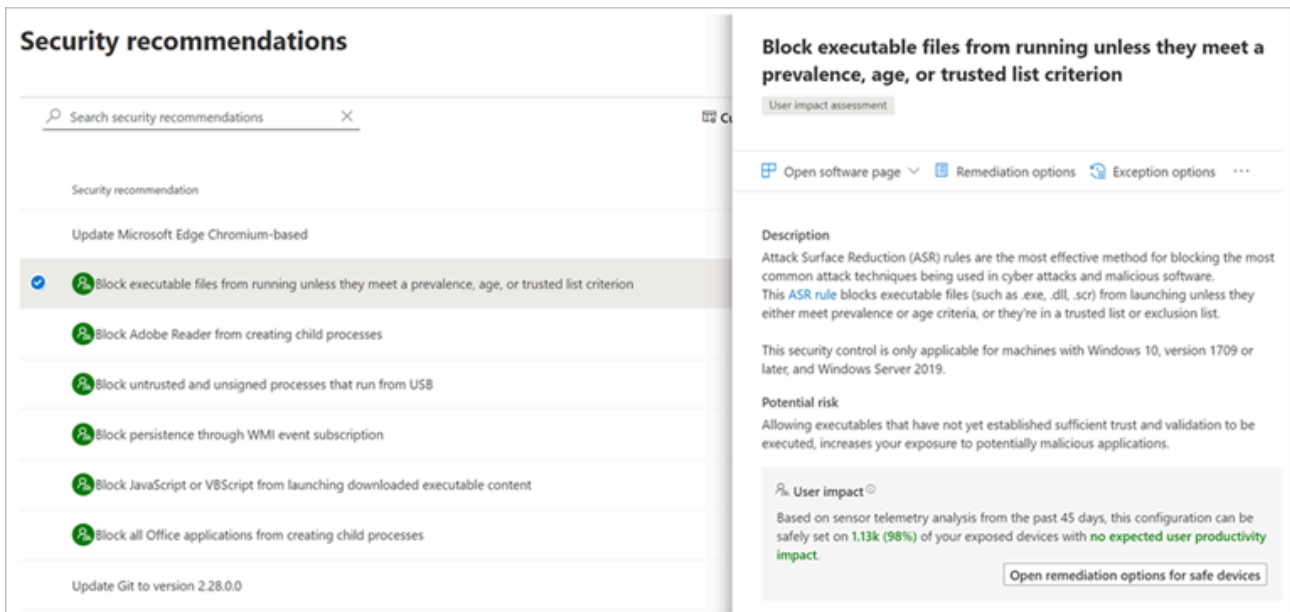 Security recommendations
Search security recommendations
Security recommendation
Update Microsoft Edge Chromium-based
Block executable files from running unless they meet a prevalence, age, or trusted list criterion
Block Adobe Reader from creating child processes
Block untrusted and unsigned processes that run from USB
Block persistence through WMI event subscription
Block JavaScript or VBScript from launching downloaded executable content
Block all Office applications from creating child processes
Update Git to version 2.28.0.0
Block executable files from running unless they meet a
prevalence, age, or trusted list criterion
User impact assessment
Open software page
Remediation options
Exception options
Description
Attack Surface Reduction (ASR) rules are the most effective method for blocking the most
common attack techniques being used in cyber attacks and malicious software.
This ASR rule blocks executable files (such as .exe, .dll, .scr) from launching unless they
either meet prevalence or age criteria, or they're in a trusted list or exclusion list.
This security control is only applicable for machines with Windows 10, version 1709 or
later, and Windows Server 2019.
Potential risk
Allowing executables that have not yet established sufficient trust and validation to be
executed, increases your exposure to potentially malicious applications.
User impact
Based on sensor telemetry analysis from the past 45 days, this configuration can be
safely set on 1.13k (98%) of your exposed devices with no expected user productivity
impact.
Open remediation options for safe devices